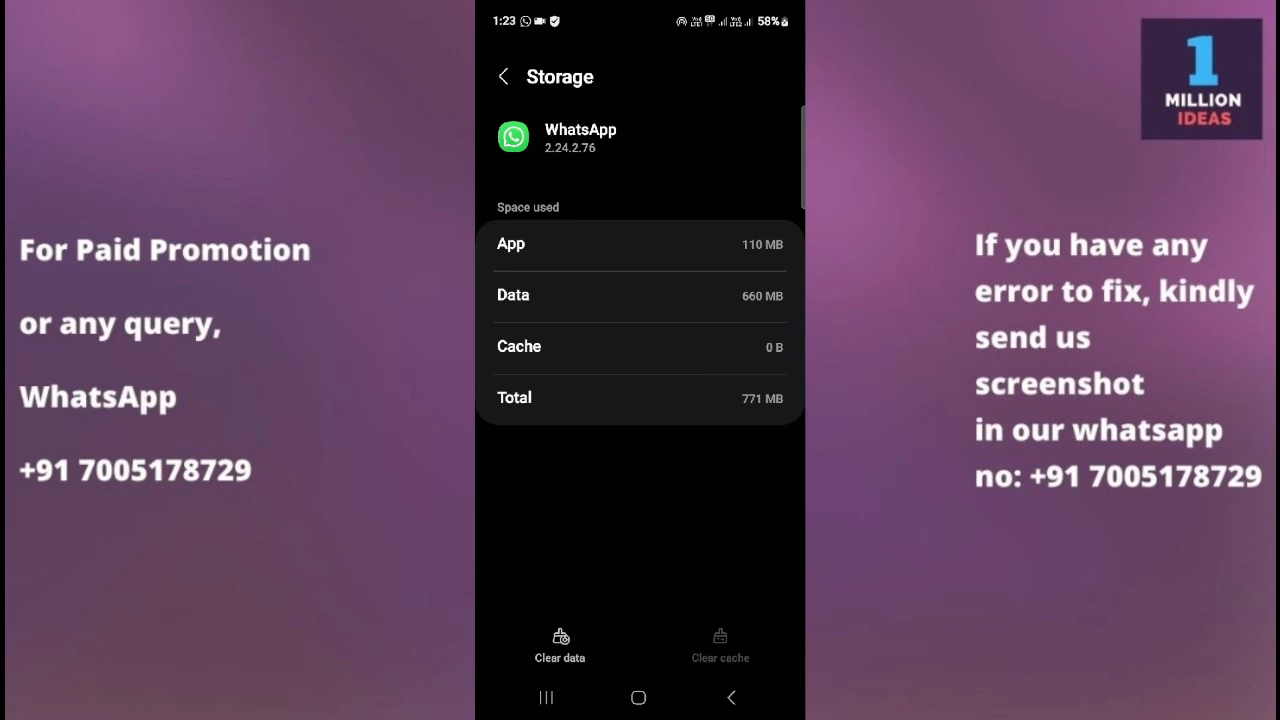 1:23
58%
1
MILLION
IDEAS
Storage
WhatsApp
2.24.2.76
Space used
App 110 MB
Data 660 MB
Cache 0 B
Total 771 MB
Clear data
Clear cache
For Paid Promotion
or any query,
WhatsApp
+91 7005178729
If you have any
error to fix, kindly
send us
screenshot
in our whatsapp
no: +91 7005178729